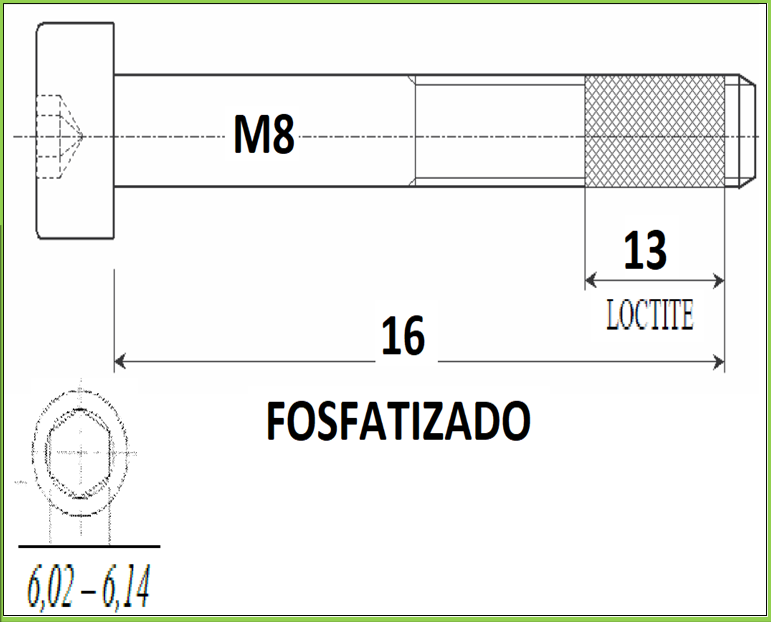 M8
13
LOCTITE
16
FOSFATIZADO
6,02 – 6,14